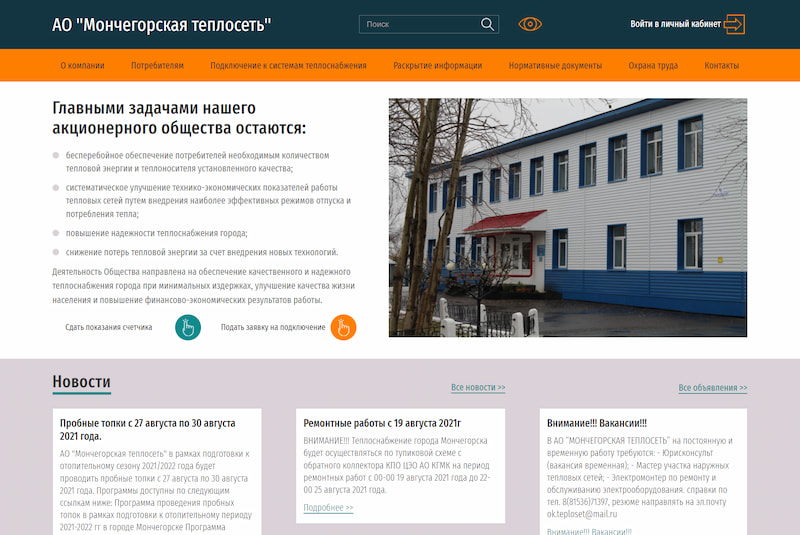 АО "Мончегорская теплосеть"
Поиск
Войти в личный кабинет
О компании
Потребителям
Подключение к системам теплоснабжения
Раскрытие информации
Нормативные документы
Охрана труда
Контакты
Главными задачами нашего
акционерного общества остаются:
бесперебойное обеспечение потребителей необходимым количеством
тепловой энергии и теплоносителя установленного качества;
систематическое улучшение технико-экономических показателей работы
тепловых сетей путем внедрения наиболее эффективных режимов отпуска и
потребления тепла;
повышение надежности теплоснабжения города;
снижение потерь тепловой энергии за счет внедрения новых технологий.
Деятельность Общества направлена на обеспечение качественного и надежного
теплоснабжения города при минимальных издержках, улучшение качества жизни
населения и повышение финансово-экономических результатов работы.
Сдать показания счетчика
Подать заявку на подключение
Новости
Все новости >>
Все объявления >>
Пробные топки с 27 августа по 30 августа
2021 года.
АО "Мончегорская теплосеть" в рамках подготовки к
отопительному сезону 2021/2022 года будет
проводить пробные топки с 27 августа по 30 августа
2021 года. Программы доступны по следующим
ссылкам ниже: Программа проведения пробных
топок в рамках подготовки к отопительному периоду
2021-2022 гг в городе Мончегорске Программа
Ремонтные работы с 19 августа 2021г
ВНИМАНИЕ!!! Теплоснабжение города Мончегорска
будет осуществляться по тупиковой схеме с
обратного коллектора КПО ЦЭО АО КГМК на период
ремонтных работ с 00-00 19 августа 2021 года до 22-
00 25 августа 2021 года.
Подробнее >>
Внимание!!! Вакансии!!!
В АО "МОНЧЕГОРСКАЯ ТЕПЛОСЕТЬ" на постоянную и
временную работу требуются: - Юрисконсульт
(вакансия временная); - Мастер участка наружных
тепловых сетей; - Электромонтер по ремонту и
обслуживанию электрооборудования. справки по
тел. 8(81536)71397, резюме направлять на эл.почту
ok.teploset@mail.ru
Внимание!!! Вакансии!!!